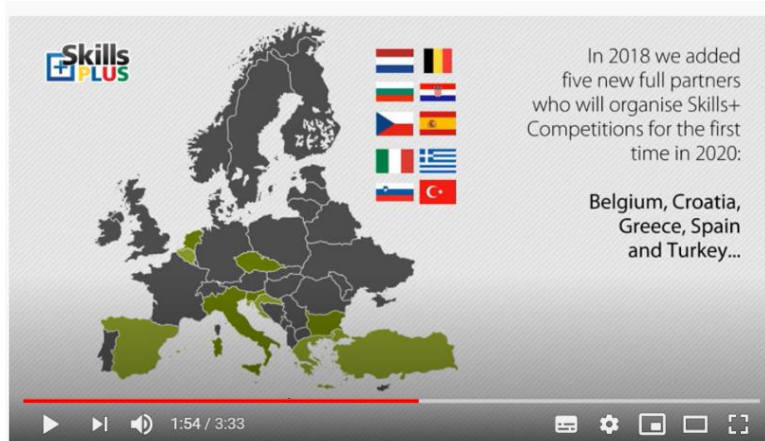 Skills
PLUS
In 2018 we added
five new full partners
who will organise Skills+
Competitions for the first
time in 2020:
Belgium, Croatia,
Greece, Spain
and Turkey...
1:54 / 3:33